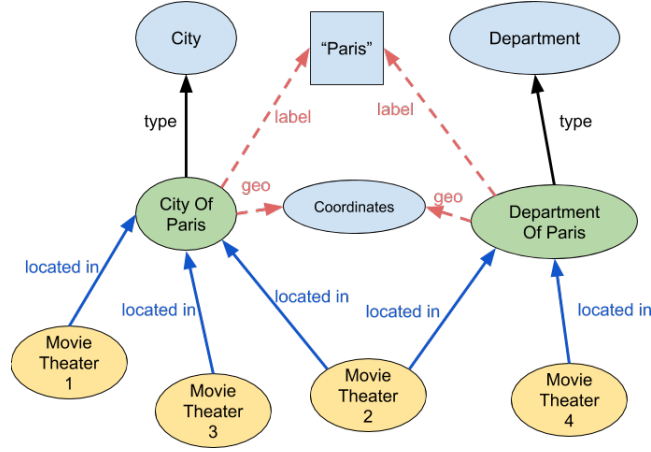 City
“Paris”
Department
type
label
label
type
geo
geo
City Of
Paris
Coordinates
Department
Of Paris
located in
located in
located in
located in
located in
Movie
Theater
1
Movie
Theater
3
Movie
Theater
2
Movie
Theater
4